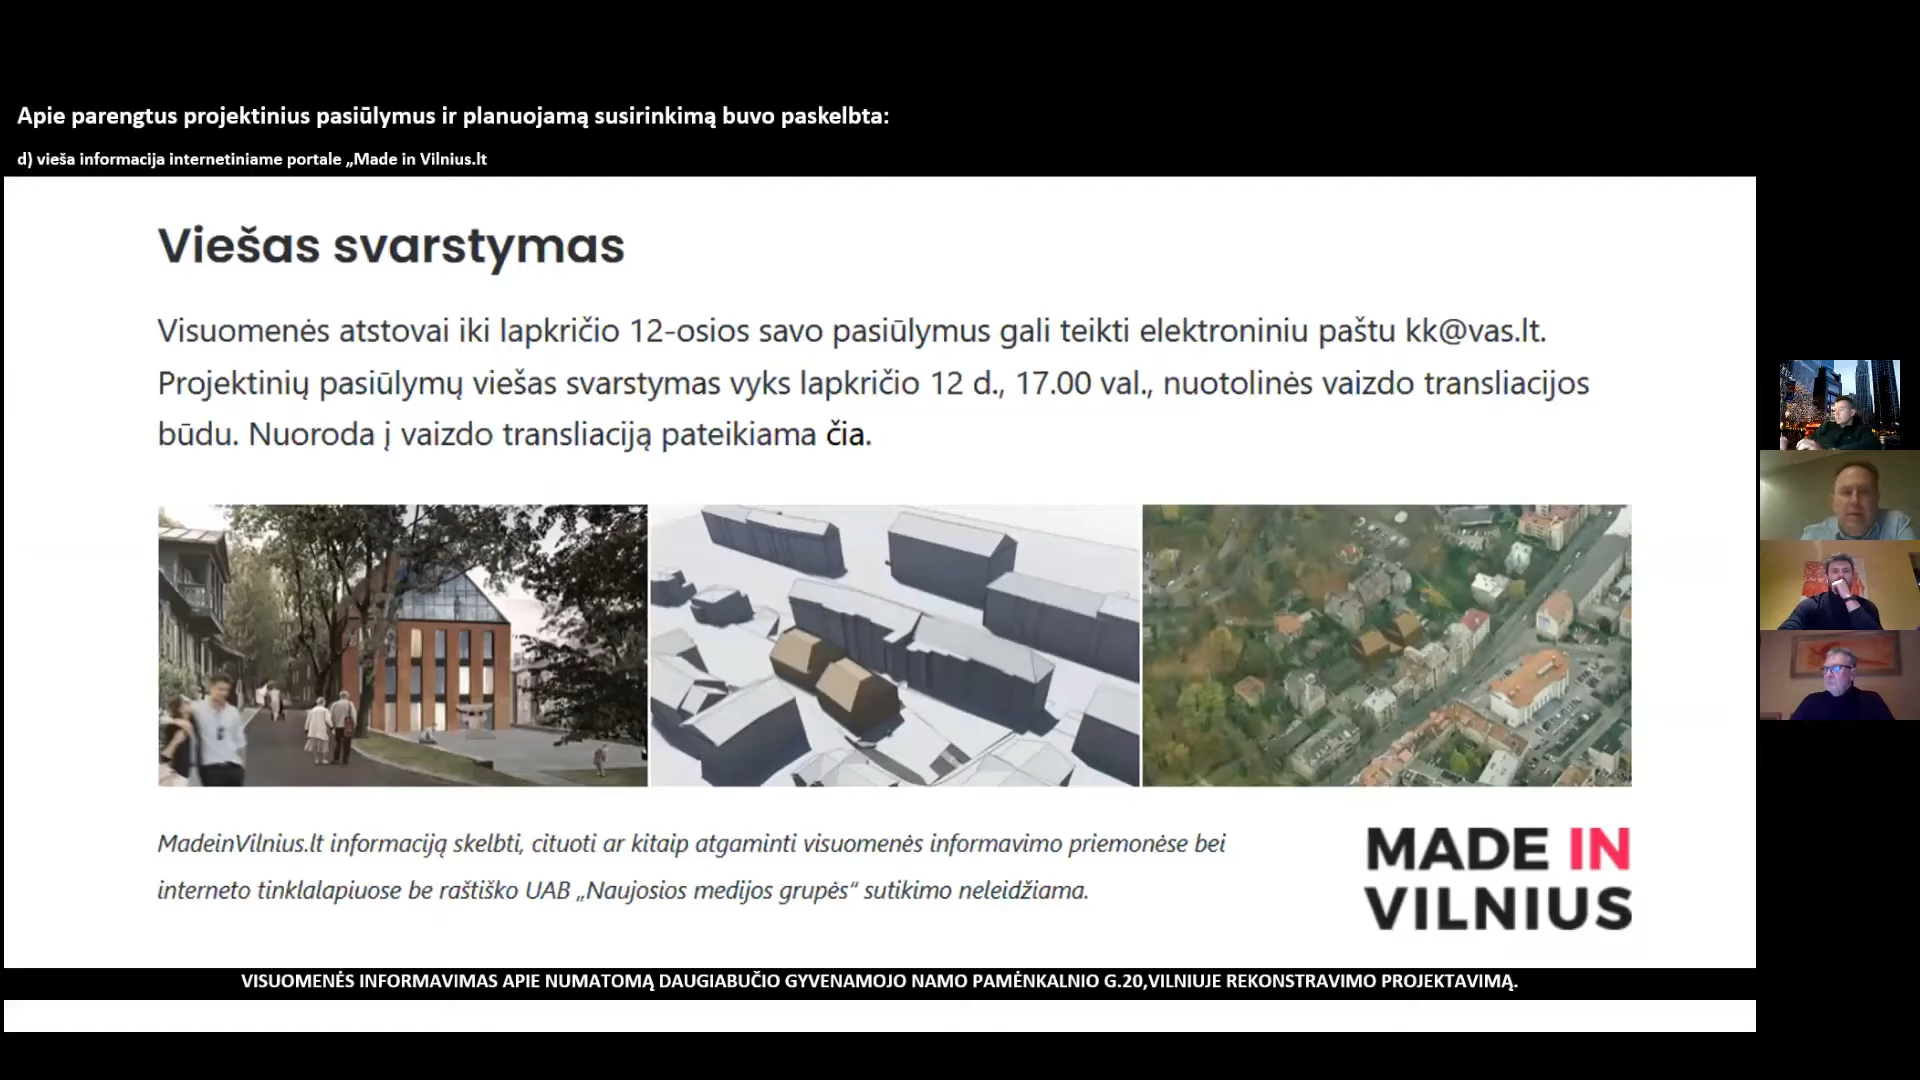 Apie parengtus projektinius pasiūlymus ir planuojamą susirinkimą buvo paskelbta:
d) vieša informacija internetiniame portale „Made in Vilnius.lt
Viešas svarstymas
Visuomenės atstovai iki lapkričio 12-osios savo pasiūlymus gali teikti elektroniniu paštu kk@vas.lt.
Projektinių pasiūlymų viešas svarstymas vyks lapkričio 12 d., 17.00 val., nuotolinės vaizdo transliacijos
būdu. Nuoroda į vaizdo transliaciją pateikiama čia.
MadeinVilnius.lt informaciją skelbti, cituoti ar kitaip atgaminti visuomenės informavimo priemonėse bei
interneto tinklalapiuose be raštiško UAB „Naujosios medijos grupės“ sutikimo neleidžiama.
MADE IN
VILNIUS
VISUOMENĖS INFORMAVIMAS APIE NUMATOMĄ DAUGIABUČIO GYVENAMOJO NAMO PAMĖNKALNIO G.20,VILNIUJE REKONSTRAVIMO PROJEKTAVIMĄ.